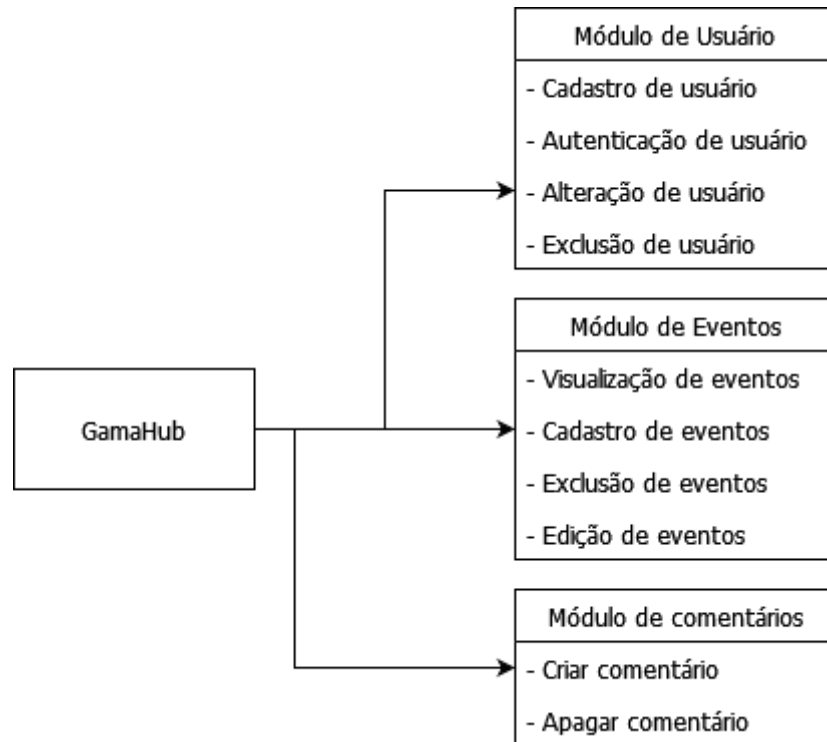 Módulo de Usuário
- Cadastro de usuário
- Autenticação de usuário
- Alteração de usuário
- Exclusão de usuário
GamaHub
Módulo de Eventos
- Visualização de eventos
- Cadastro de eventos
- Exclusão de eventos
- Edição de eventos
Módulo de comentários
- Criar comentário
- Apagar comentário